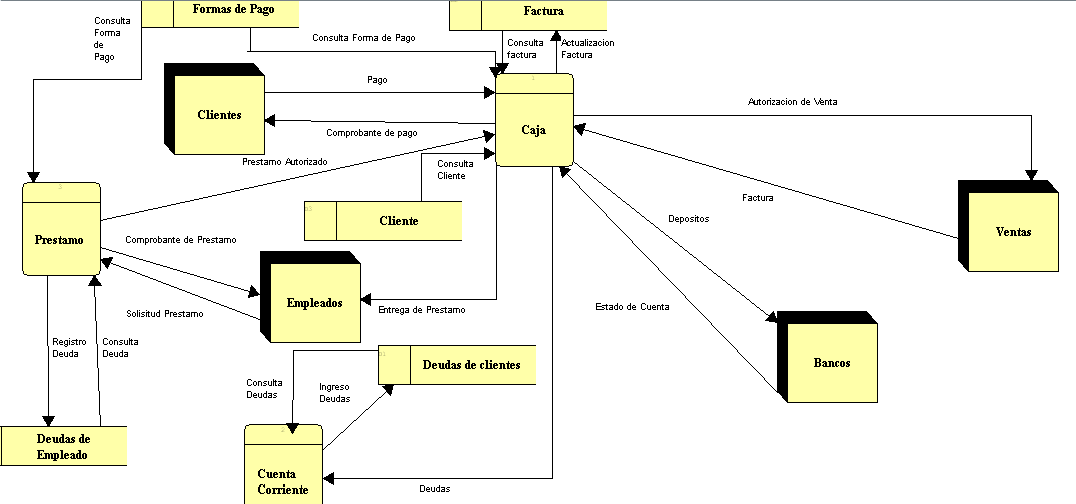 Formas de Pago
Factura
Consulta
Forma
de
Pago
Consulta Forma de Pago
Consulta
factura
Actualizacion
Factura
1
Pago
Clientes
Caja
Autorizacion de Venta
Comprobante de pago
Prestamo Autorizado
Consulta
Cliente
3
Factura
Cliente
Depositos
Ventas
Prestamo
Comprobante de Prestamo
Empleados
Entrega de Prestamo
Estado de Cuenta
Solisitud Prestamo
Registro
Deuda
Consulta
Deuda
Deudas de clientes
Bancos
Consulta
Deudas
Ingreso
Deudas
2
Deudas de
Empleado
Cuenta
Corriente
Deudas